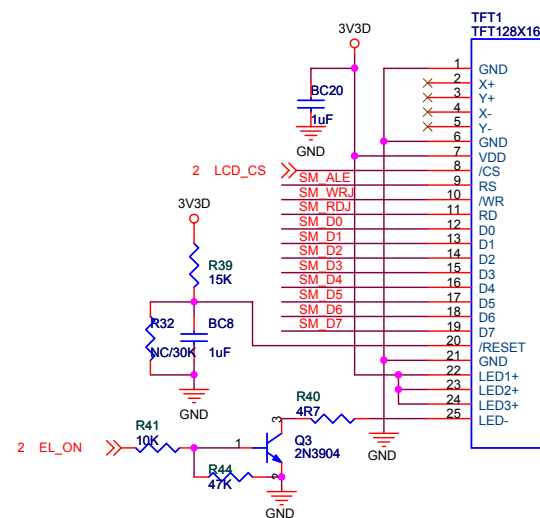 TFT1
TFT128X16
3V3D
BC20
1uF
GND
1 GND
2 X+
3 Y+
4 X-
5 Y-
6 GND
7 VDD
2 LCD_CS 8 /CS
SM_ALE 9 RS
SM_WRJ 10 /WR
SM_RDJ 11 RD
SM_D0 12 D0
SM_D1 13 D1
SM_D2 14 D2
SM_D3 15 D3
SM_D4 16 D4
SM_D5 17 D5
SM_D6 18 D6
SM_D7 19 D7
20 /RESET
21 GND
22 LED1+
23 LED2+
24 LED3+
25 LED-
3V3D
R39
15K
R32
NC/30K
BC8
1uF
GND
R40
4R7
GND
2 EL_ON
R41
10K
1
3
2
Q3
2N3904
R44
47K
GND